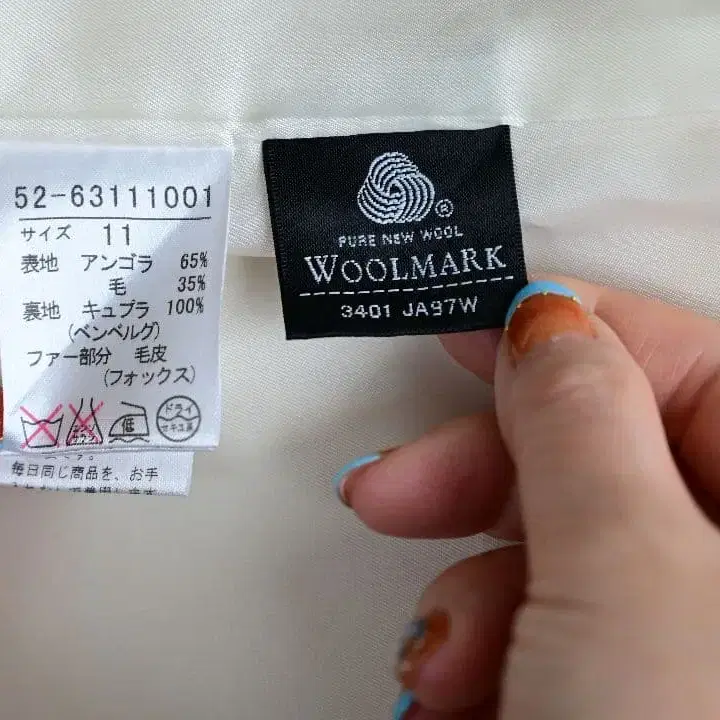 52-63111001
サイズ 11
表地 アンゴラ 65%
毛 35%
裏地 キュプラ 100%
(ベンベルグ)
ファー部分 毛皮
(フォックス)
低
ドライ
毎日同じ商品を、お手
®
PURE NEW WOOL
WOOLMARK
3401 JA97W